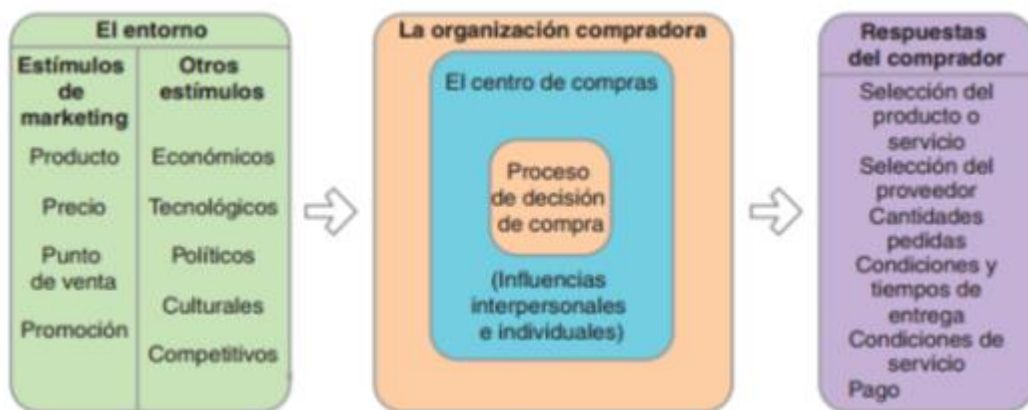 El entorno
Estímulos
de
marketing
Producto
Precio
Punto
de venta
Promoción
Otros
estímulos
Económicos
Tecnológicos
Políticos
Culturales
Competitivos
La organización compradora
El centro de compras
Proceso
de decisión
de compra
(Influencias
interpersonales
e individuales)
Respuestas
del comprador
Selección del
producto o
servicio
Selección del
proveedor
Cantidades
pedidas
Condiciones y
tiempos de
entrega
Condiciones de
servicio
Pago